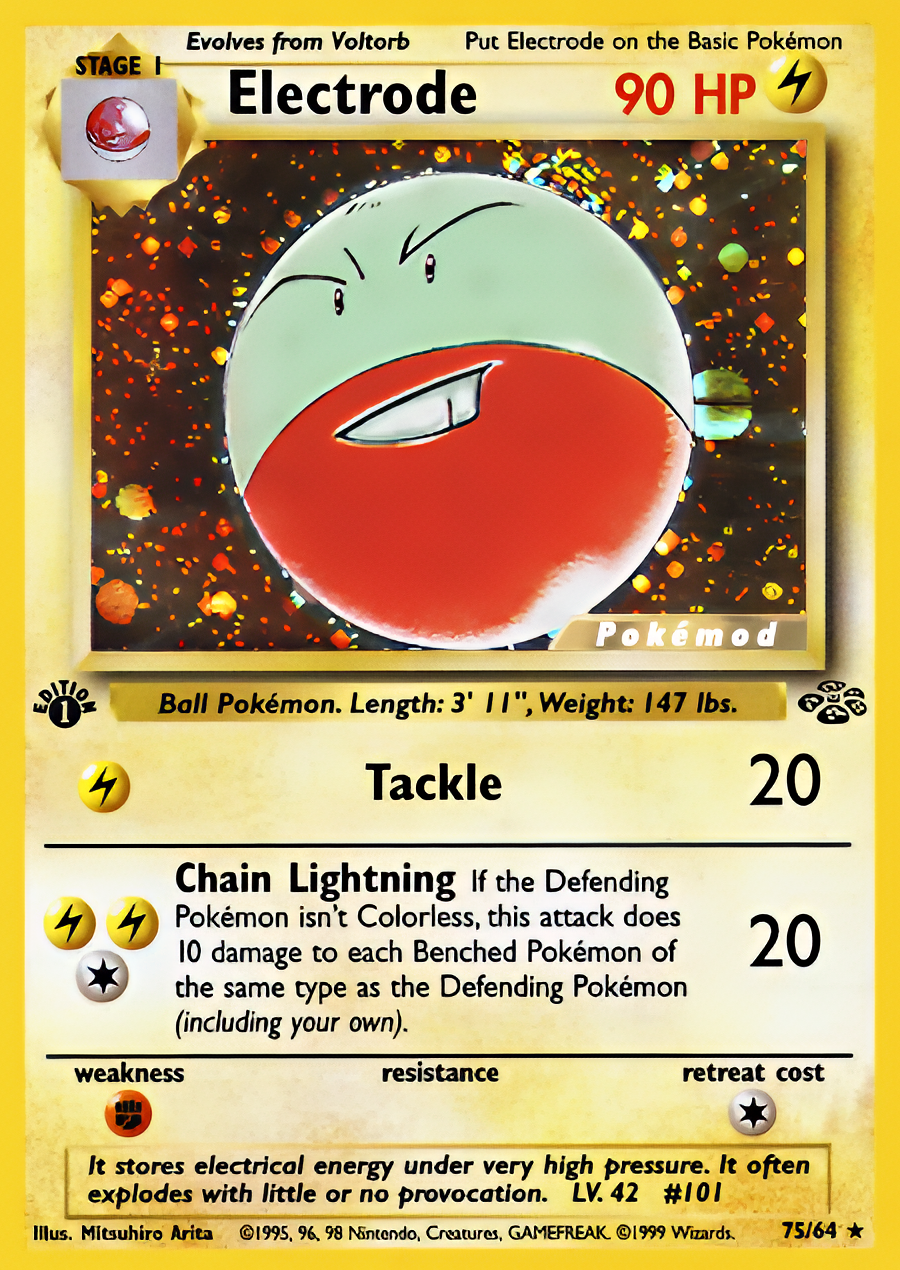 Evolves from Voltorb Put Electrode on the Basic Pokémon
STAGE 1
Electrode 90 HP
Pokémod
EDITION
1
Ball Pokémon. Length: 3' 11", Weight: 147 lbs.
Tackle 20
Chain Lightning If the Defending
Pokémon isn't Colorless, this attack does
10 damage to each Benched Pokémon of
the same type as the Defending Pokémon
(including your own).
20
weakness resistance retreat cost
It stores electrical energy under very high pressure. It often
explodes with little or no provocation. LV. 42 #101
Illus. Mitsuhiro Arita ©1995, 96, 98 Nintendo, Creatures, GAMEFREAK. ©1999 Wizards. 75/64 ★